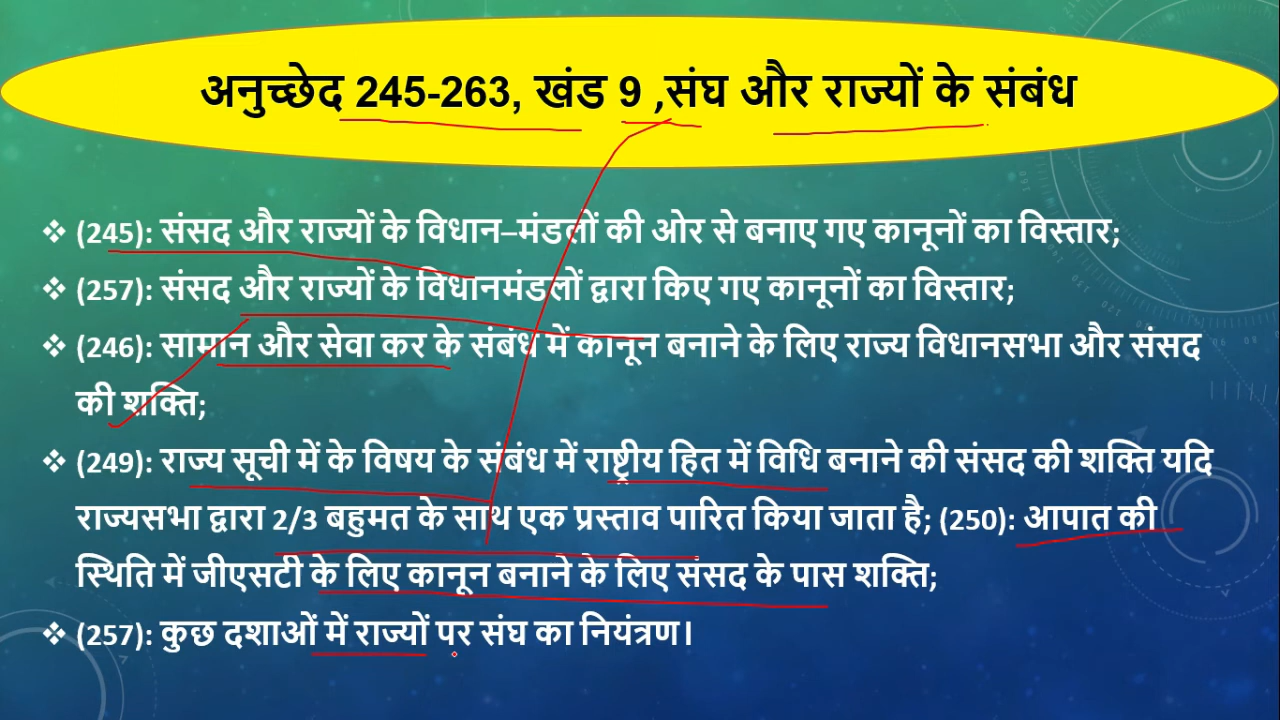 अनुच्छेद 245-263, खंड 9 ,संघ और राज्यों के संबंध
❖ (245): संसद और राज्यों के विधान–मंडलों की ओर से बनाए गए कानूनों का विस्तार;
❖ (257): संसद और राज्यों के विधानमंडलों द्वारा किए गए कानूनों का विस्तार;
❖ (246): सामान और सेवा कर के संबंध में कानून बनाने के लिए राज्य विधानसभा और संसद
की शक्ति;
❖ (249): राज्य सूची में के विषय के संबंध में राष्ट्रीय हित में विधि बनाने की संसद की शक्ति यदि
राज्यसभा द्वारा 2/3 बहुमत के साथ एक प्रस्ताव पारित किया जाता है; (250): आपात की
स्थिति में जीएसटी के लिए कानून बनाने के लिए संसद के पास शक्ति;
❖ (257): कुछ दशाओं में राज्यों पर संघ का नियंत्रण।